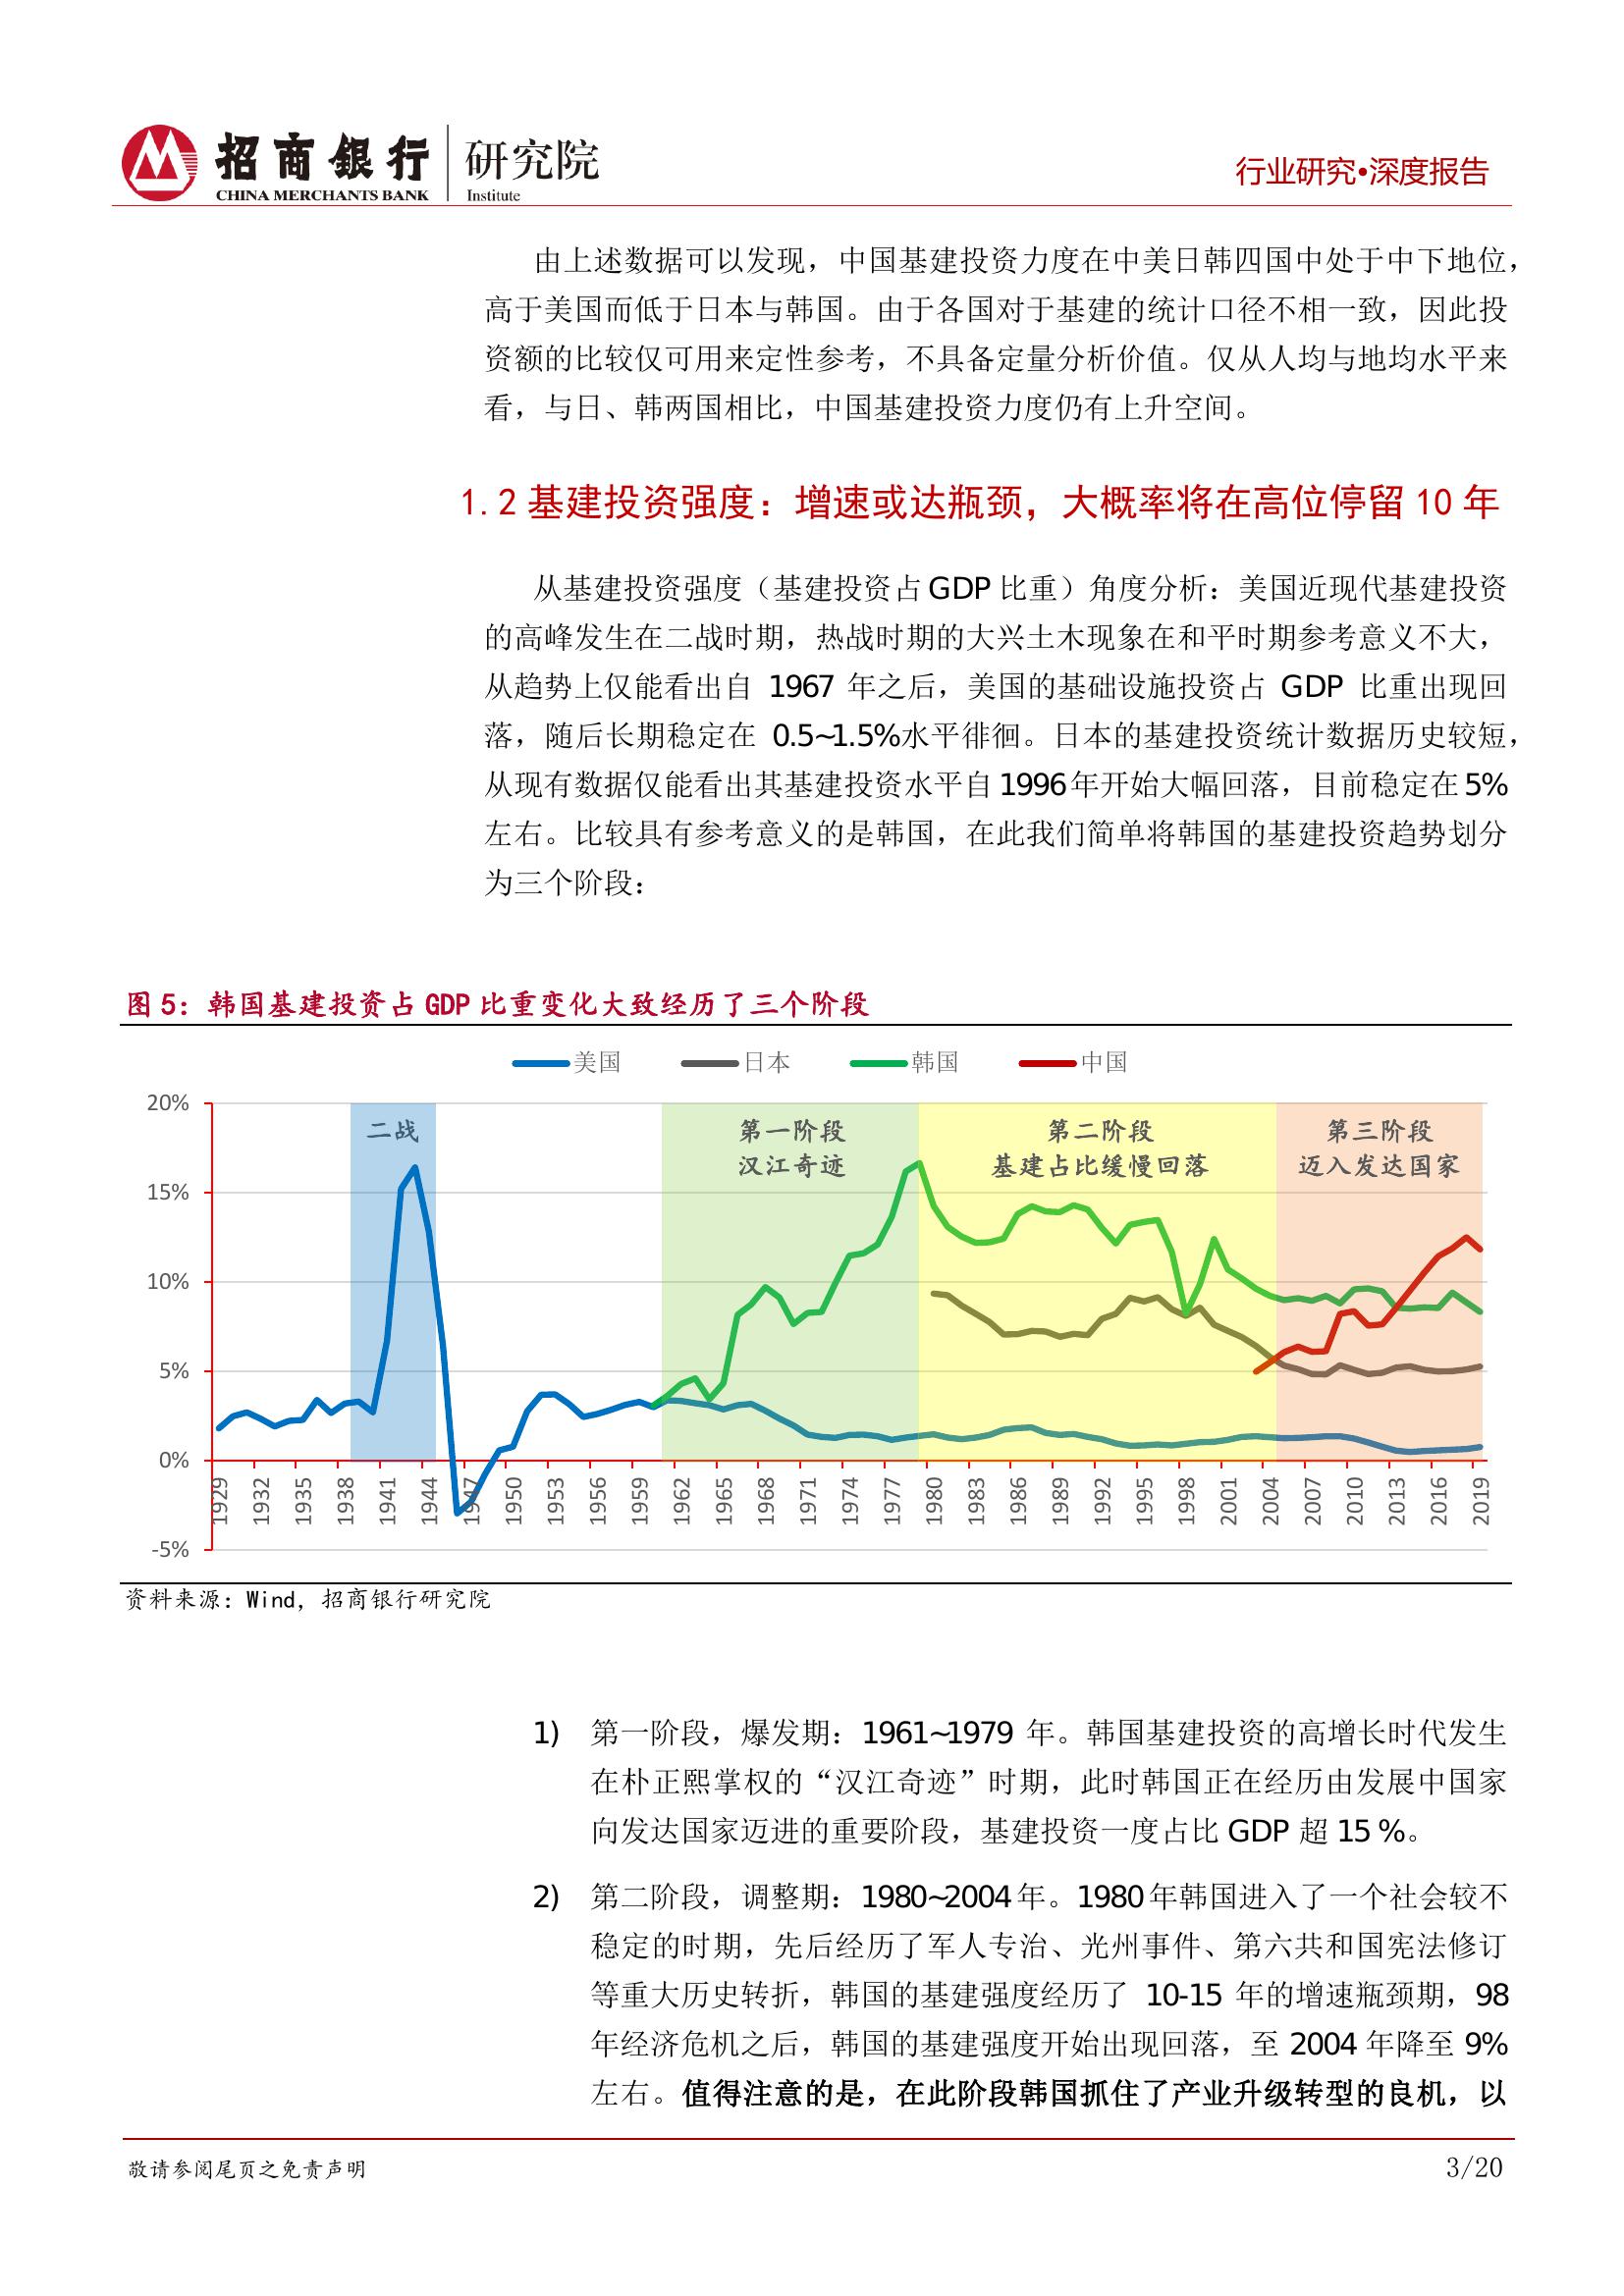 招商银行 研究院
CHINA MERCHANTS BANK Institute
行业研究•深度报告
由上述数据可以发现，中国基建投资力度在中美日韩四国中处于中下地位，
高于美国而低于日本与韩国。由于各国对于基建的统计口径不相一致，因此投
资额的比较仅可用来定性参考，不具备定量分析价值。仅从人均与地均水平来
看，与日、韩两国相比，中国基建投资力度仍有上升空间。
1.2 基建投资强度：增速或达瓶颈，大概率将在高位停留 10 年
从基建投资强度（基建投资占 GDP 比重）角度分析：美国近现代基建投资
的高峰发生在二战时期，热战时期的大兴土木现象在和平时期参考意义不大，
从趋势上仅能看出自 1967 年之后，美国的基础设施投资占 GDP 比重出现回
落，随后长期稳定在 0.5~1.5%水平徘徊。日本的基建投资统计数据历史较短，
从现有数据仅能看出其基建投资水平自 1996 年开始大幅回落，目前稳定在 5%
左右。比较具有参考意义的是韩国，在此我们简单将韩国的基建投资趋势划分
为三个阶段：
图 5：韩国基建投资占 GDP 比重变化大致经历了三个阶段
美国 日本 韩国 中国
20%
15%
10%
5%
0%
-5%
二战
第一阶段
汉江奇迹
第二阶段
基建占比缓慢回落
第三阶段
迈入发达国家
1929 1932 1935 1938 1941 1944 1947 1950 1953 1956 1959 1962 1965 1968 1971 1974 1977 1980 1983 1986 1989 1992 1995 1998 2001 2004 2007 2010 2013 2016 2019
资料来源：Wind，招商银行研究院
1) 第一阶段，爆发期：1961~1979 年。韩国基建投资的高增长时代发生
在朴正熙掌权的“汉江奇迹”时期，此时韩国正在经历由发展中国家
向发达国家迈进的重要阶段，基建投资一度占比 GDP 超 15 %。
2) 第二阶段，调整期：1980~2004 年。1980 年韩国进入了一个社会较不
稳定的时期，先后经历了军人专治、光州事件、第六共和国宪法修订
等重大历史转折，韩国的基建强度经历了 10-15 年的增速瓶颈期，98
年经济危机之后，韩国的基建强度开始出现回落，至 2004 年降至 9%
左右。值得注意的是，在此阶段韩国抓住了产业升级转型的良机，以
敬请参阅尾页之免责声明
3/20